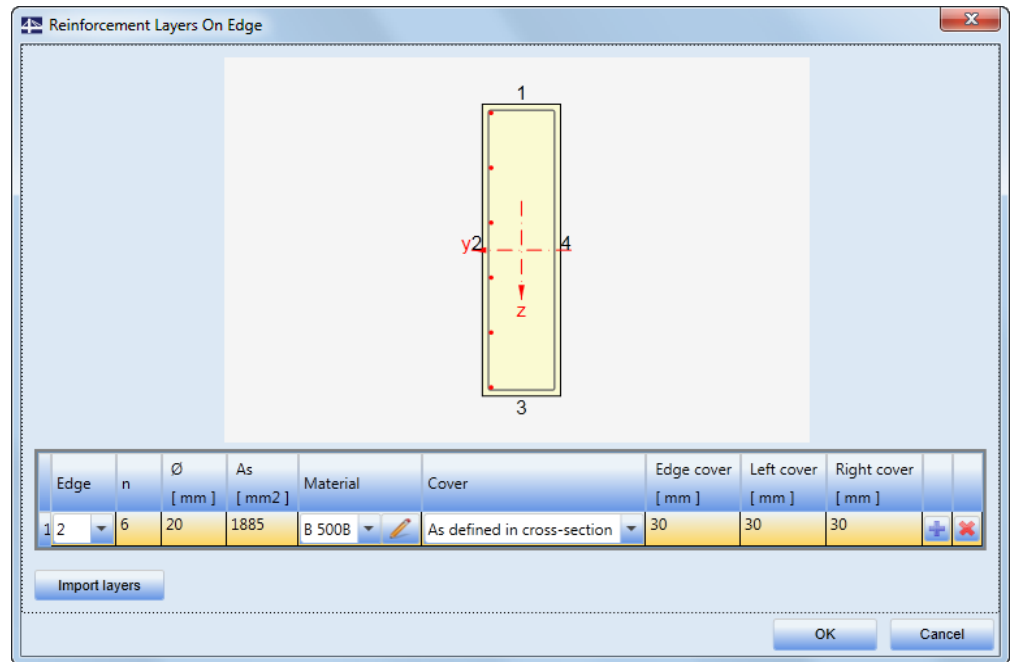 Reinforcement Layers On Edge
x
1
y 2 4
z
3
Edge n Ø [ mm ] As [ mm2 ] Material Cover Edge cover [ mm ] Left cover [ mm ] Right cover [ mm ]
1 2 6 20 1885 B 500B As defined in cross-section 30 30 30
Import layers
OK Cancel